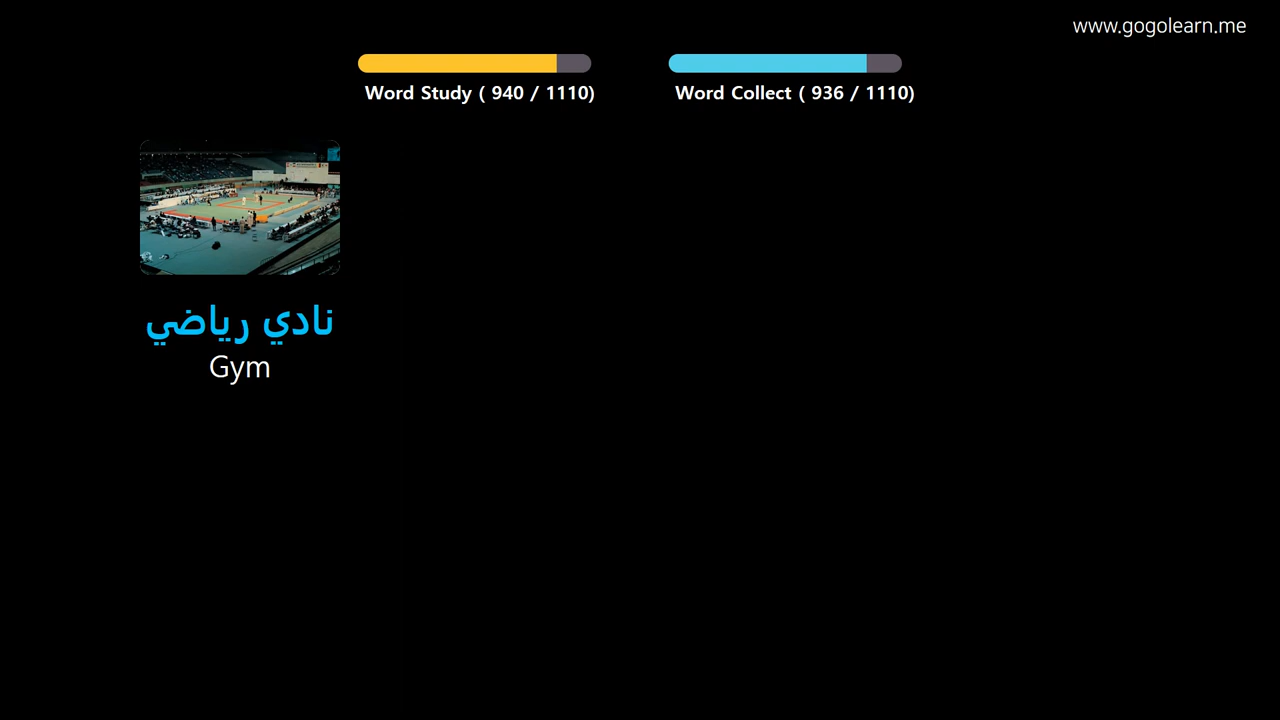 www.gogolearn.me
Word Study ( 940 / 1110)
Word Collect ( 936 / 1110)
نادي رياضي
Gym